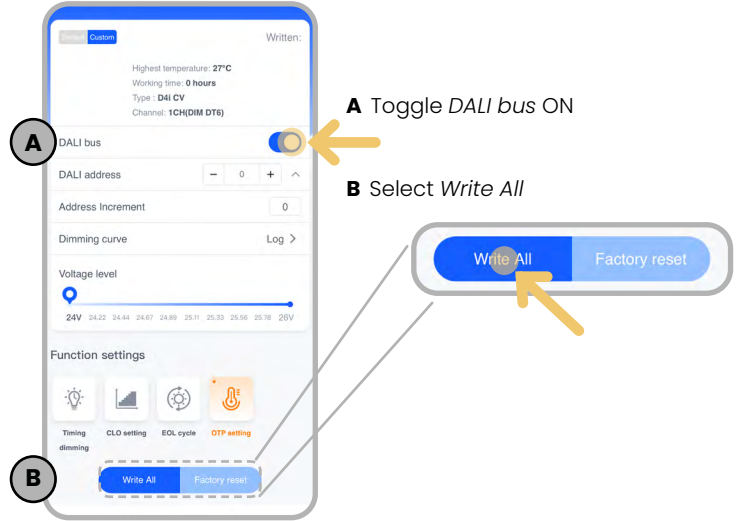 Default Custom
Written:
Highest temperature: 27°C
Working time: 0 hours
Type : D4i CV
Channel: 1CH(DIM DT6)
A
DALI bus
A Toggle DALI bus ON
DALI address
− 0 +
B Select Write All
Address Increment
0
Dimming curve
Log >
Write All
Factory reset
Voltage level
24V 24.22 24.44 24.67 24.89 25.11 25.33 25.56 25.78 26V
Function settings
Timing dimming
CLO setting
EOL cycle
OTP setting
B
Write All
Factory reset